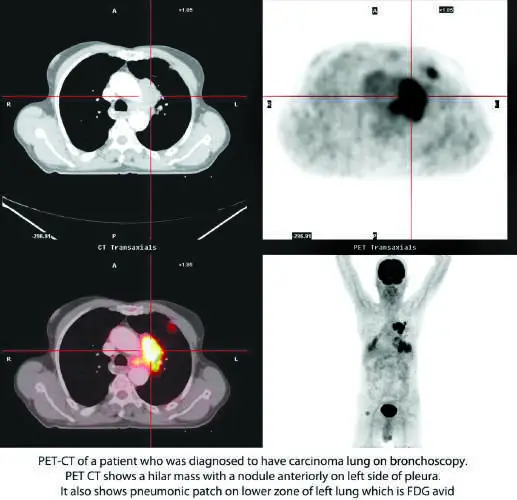 A
×1.05
A
×1.05
R
L
-296.91
P
CT Transaxials
-296.91
P
PET Transaxials
A
×1.05
R
L
PET-CT of a patient who was diagnosed to have carcinoma lung on bronchoscopy.
PET CT shows a hilar mass with a nodule anteriorly on left side of pleura.
It also shows pneumonic patch on lower zone of left lung which is FDG avid